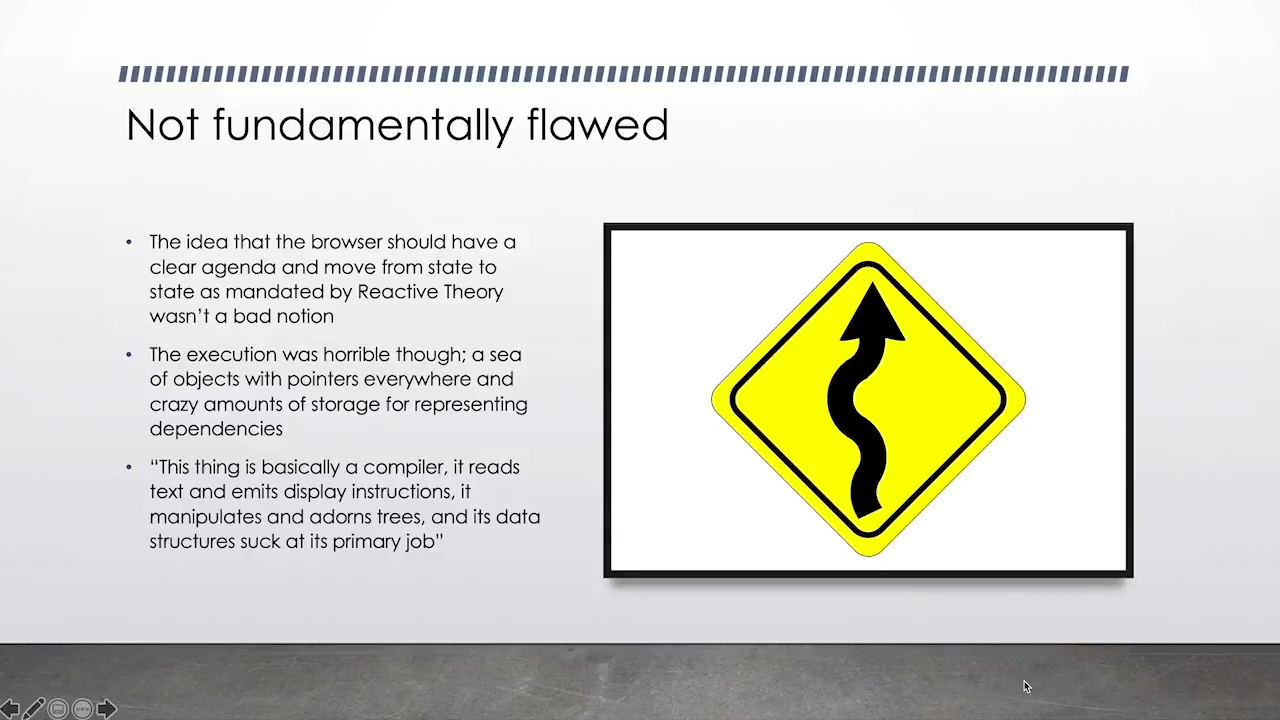 Not fundamentally flawed
• The idea that the browser should have a
clear agenda and move from state to
state as mandated by Reactive Theory
wasn’t a bad notion
• The execution was horrible though; a sea
of objects with pointers everywhere and
crazy amounts of storage for representing
dependencies
• “This thing is basically a compiler, it reads
text and emits display instructions, it
manipulates and adorns trees, and its data
structures suck at its primary job”